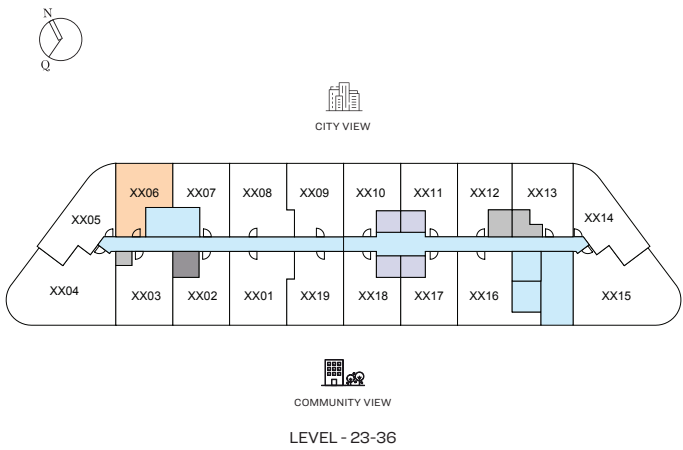 N
Q
CITY VIEW
XX06 XX07 XX08 XX09 XX10 XX11 XX12 XX13
XX05 XX14
XX04 XX03 XX02 XX01 XX19 XX18 XX17 XX16 XX15
COMMUNITY VIEW
LEVEL - 23-36